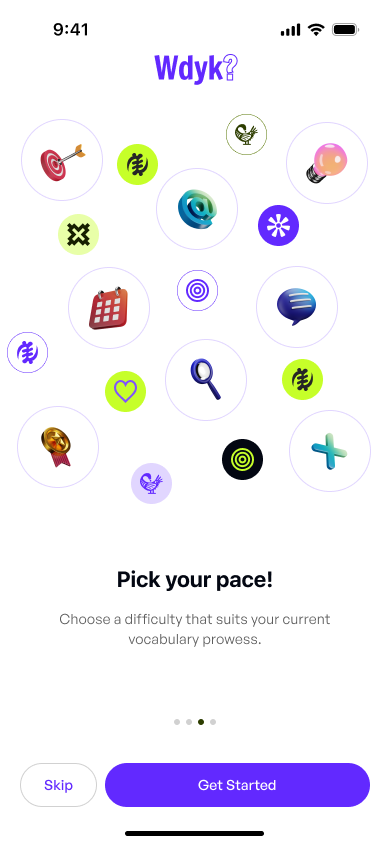 9:41
Wdyk?
Pick your pace!
Choose a difficulty that suits your current
vocabulary prowess.
Skip
Get Started